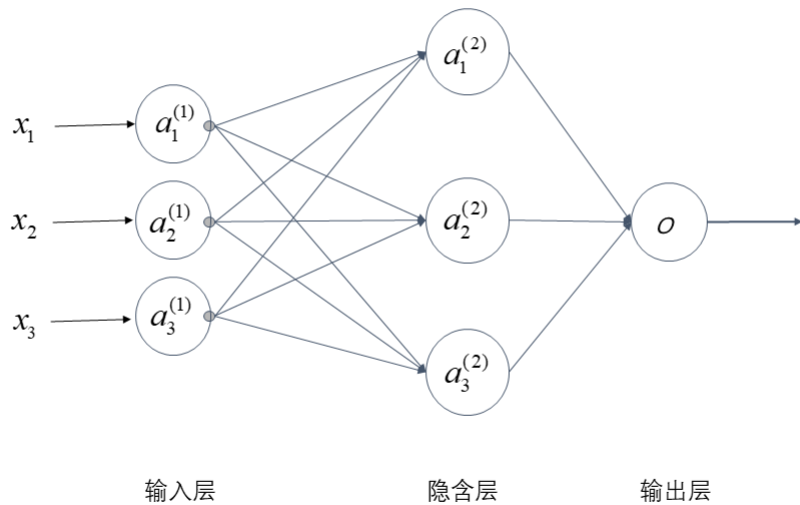 x₁
x₂
x₃
a₁⁽¹⁾
a₂⁽¹⁾
a₃⁽¹⁾
a₁⁽²⁾
a₂⁽²⁾
a₃⁽²⁾
O
输入层
隐含层
输出层